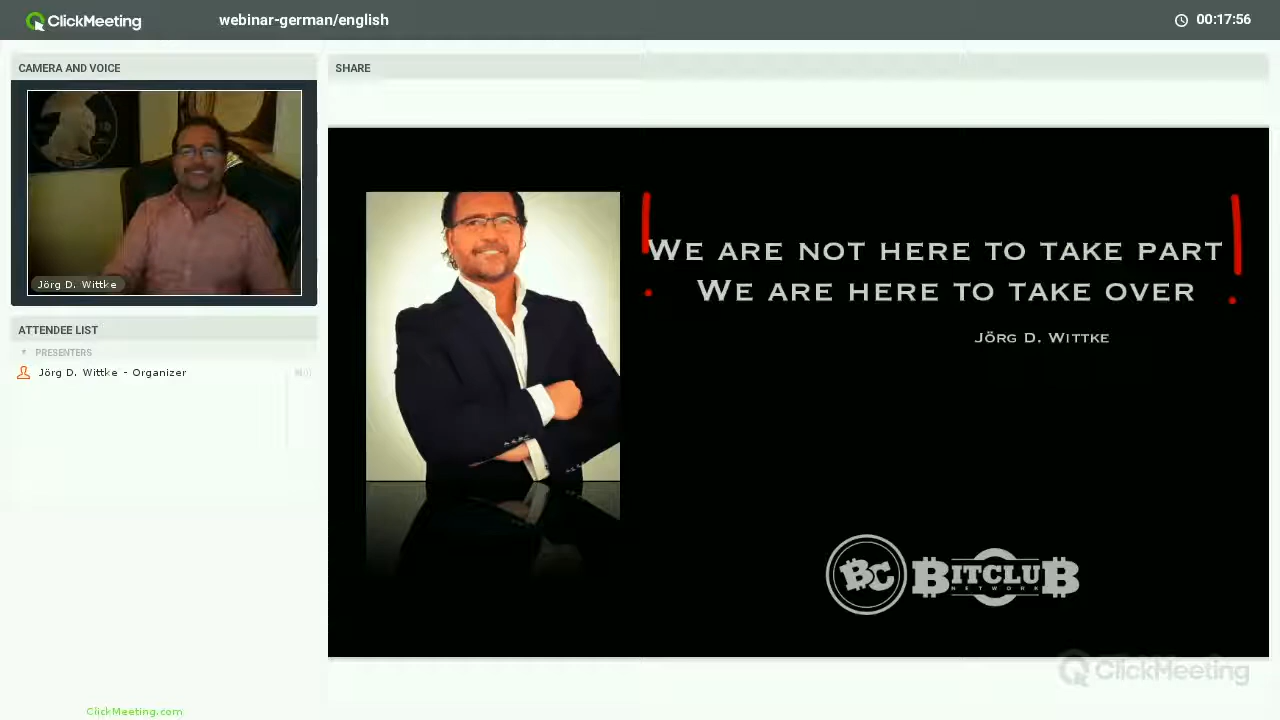 ClickMeeting
webinar-german/english
00:17:56
CAMERA AND VOICE
SHARE
Jörg D. Wittke
ATTENDEE LIST
PRESENTERS
Jörg D. Wittke - Organizer
WE ARE NOT HERE TO TAKE PART
WE ARE HERE TO TAKE OVER
JÖRG D. WITTKE
BC
BITCLUB
NETWORK
ClickMeeting
ClickMeeting.com